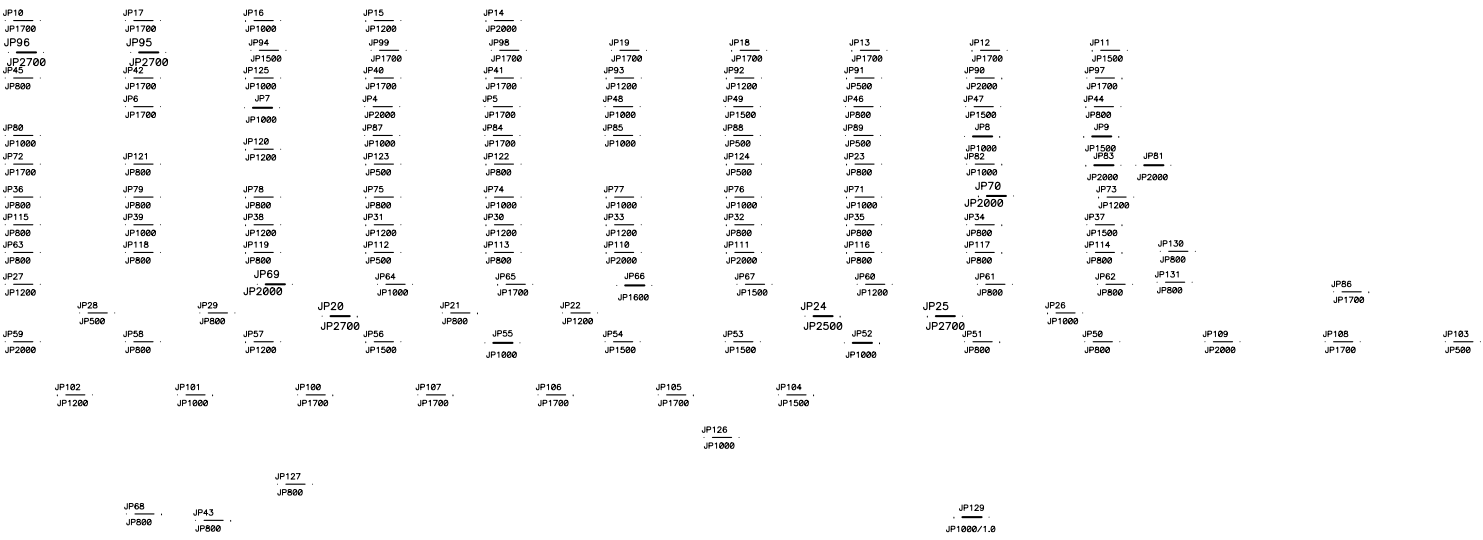 JP10 JP17 JP16 JP15 JP14
JP1700 JP1700 JP1000 JP1200 JP2000
JP96 JP95 JP94 JP99 JP98 JP19 JP18 JP13 JP12 JP11
JP2700 JP2700 JP1500 JP1700 JP1700 JP1700 JP1700 JP1700 JP1700 JP1500
JP45 JP42 JP125 JP40 JP41 JP93 JP92 JP91 JP90 JP97
JP800 JP1700 JP1000 JP1700 JP1700 JP1200 JP1200 JP500 JP2000 JP1700
JP6 JP7 JP4 JP5 JP48 JP49 JP46 JP47 JP44
JP1700 JP1000 JP2000 JP1700 JP1000 JP1500 JP800 JP1500 JP800
JP80 JP120 JP87 JP84 JP85 JP88 JP89 JP8 JP9
JP1000 JP1200 JP1000 JP1700 JP1000 JP500 JP500 JP1000 JP1500
JP72 JP121 JP123 JP122 JP124 JP23 JP82 JP83 JP81
JP1700 JP800 JP500 JP800 JP500 JP800 JP1000 JP2000 JP2000
JP36 JP79 JP78 JP75 JP74 JP77 JP76 JP71 JP70 JP73
JP800 JP800 JP800 JP800 JP1000 JP1000 JP1000 JP1000 JP2000 JP1200
JP115 JP39 JP38 JP31 JP30 JP33 JP32 JP35 JP34 JP37
JP800 JP1000 JP1200 JP1200 JP1200 JP1200 JP800 JP800 JP800 JP1500
JP63 JP118 JP119 JP112 JP113 JP110 JP111 JP116 JP117 JP114 JP130
JP800 JP800 JP800 JP500 JP800 JP2000 JP2000 JP800 JP800 JP800 JP800
JP27 JP69 JP64 JP65 JP66 JP67 JP60 JP61 JP62 JP131 JP86
JP1200 JP2000 JP1000 JP1700 JP1600 JP1500 JP1200 JP800 JP800 JP800 JP1700
JP28 JP29 JP20 JP21 JP22 JP24 JP25 JP26
JP500 JP800 JP2700 JP800 JP1200 JP2500 JP2700 JP1000
JP59 JP58 JP57 JP56 JP55 JP54 JP53 JP52 JP51 JP50 JP109 JP108 JP103
JP2000 JP800 JP1200 JP1500 JP1000 JP1500 JP1500 JP1000 JP800 JP800 JP2000 JP1700 JP500
JP102 JP101 JP100 JP107 JP106 JP105 JP104
JP1200 JP1000 JP1700 JP1700 JP1700 JP1700 JP1500
JP126
JP1000
JP127
JP800
JP68 JP43 JP129
JP800 JP800 JP1000/1.0